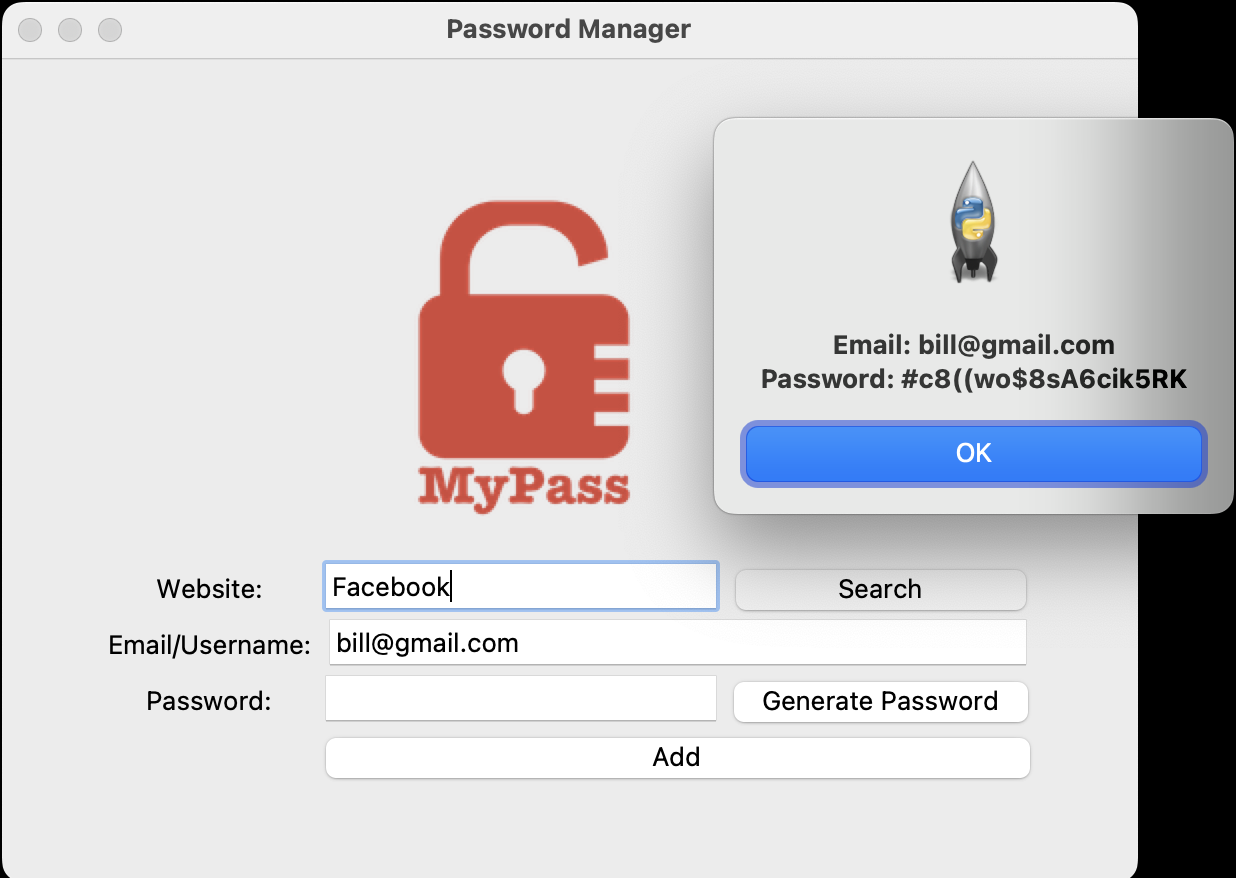 Password Manager
Email: bill@gmail.com
Password: #c8((wo$8sA6cik5RK
OK
MyPass
Website:
Facebook
Search
Email/Username:
bill@gmail.com
Password:
Generate Password
Add